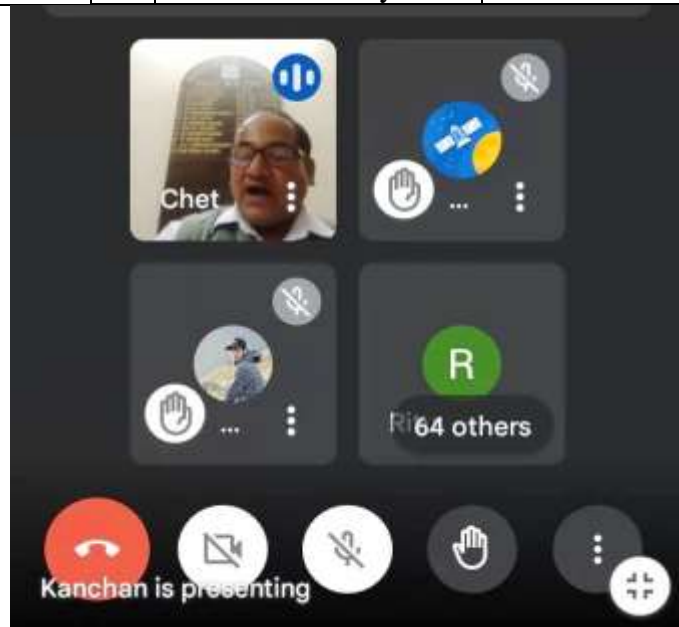 Chet
...
...
R
64 others
Kanchan is presenting